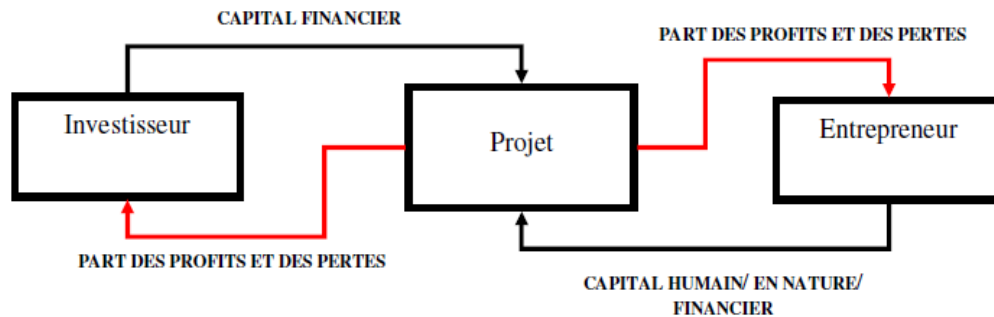 CAPITAL FINANCIER
PART DES PROFITS ET DES PERTES
Investisseur
Projet
Entrepreneur
PART DES PROFITS ET DES PERTES
CAPITAL HUMAIN/ EN NATURE/
FINANCIER